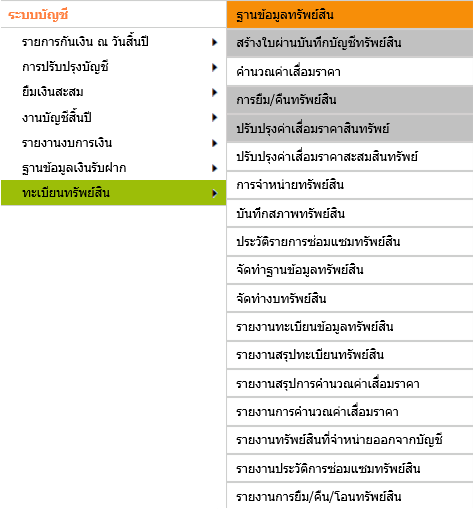 ระบบบัญชี
รายการกันเงิน ณ วันสิ้นปี
การปรับปรุงบัญชี
ยืมเงินสะสม
งานบัญชีสิ้นปี
รายงานงบการเงิน
ฐานข้อมูลเงินรับฝาก
ทะเบียนทรัพย์สิน
ฐานข้อมูลทรัพย์สิน
สร้างใบผ่านบันทึกบัญชีทรัพย์สิน
คำนวณค่าเสื่อมราคา
การยืม/คืนทรัพย์สิน
ปรับปรุงค่าเสื่อมราคาสินทรัพย์
ปรับปรุงค่าเสื่อมราคาสะสมสินทรัพย์
การจำหน่ายทรัพย์สิน
บันทึกสภาพทรัพย์สิน
ประวัติรายการซ่อมแซมทรัพย์สิน
จัดทำฐานข้อมูลทรัพย์สิน
จัดทำงบทรัพย์สิน
รายงานทะเบียนข้อมูลทรัพย์สิน
รายงานสรุปทะเบียนทรัพย์สิน
รายงานสรุปการคำนวณค่าเสื่อมราคา
รายงานการคำนวณค่าเสื่อมราคา
รายงานทรัพย์สินที่จำหน่ายออกจากบัญชี
รายงานประวัติการซ่อมแซมทรัพย์สิน
รายงานการยืม/คืน/โอนทรัพย์สิน